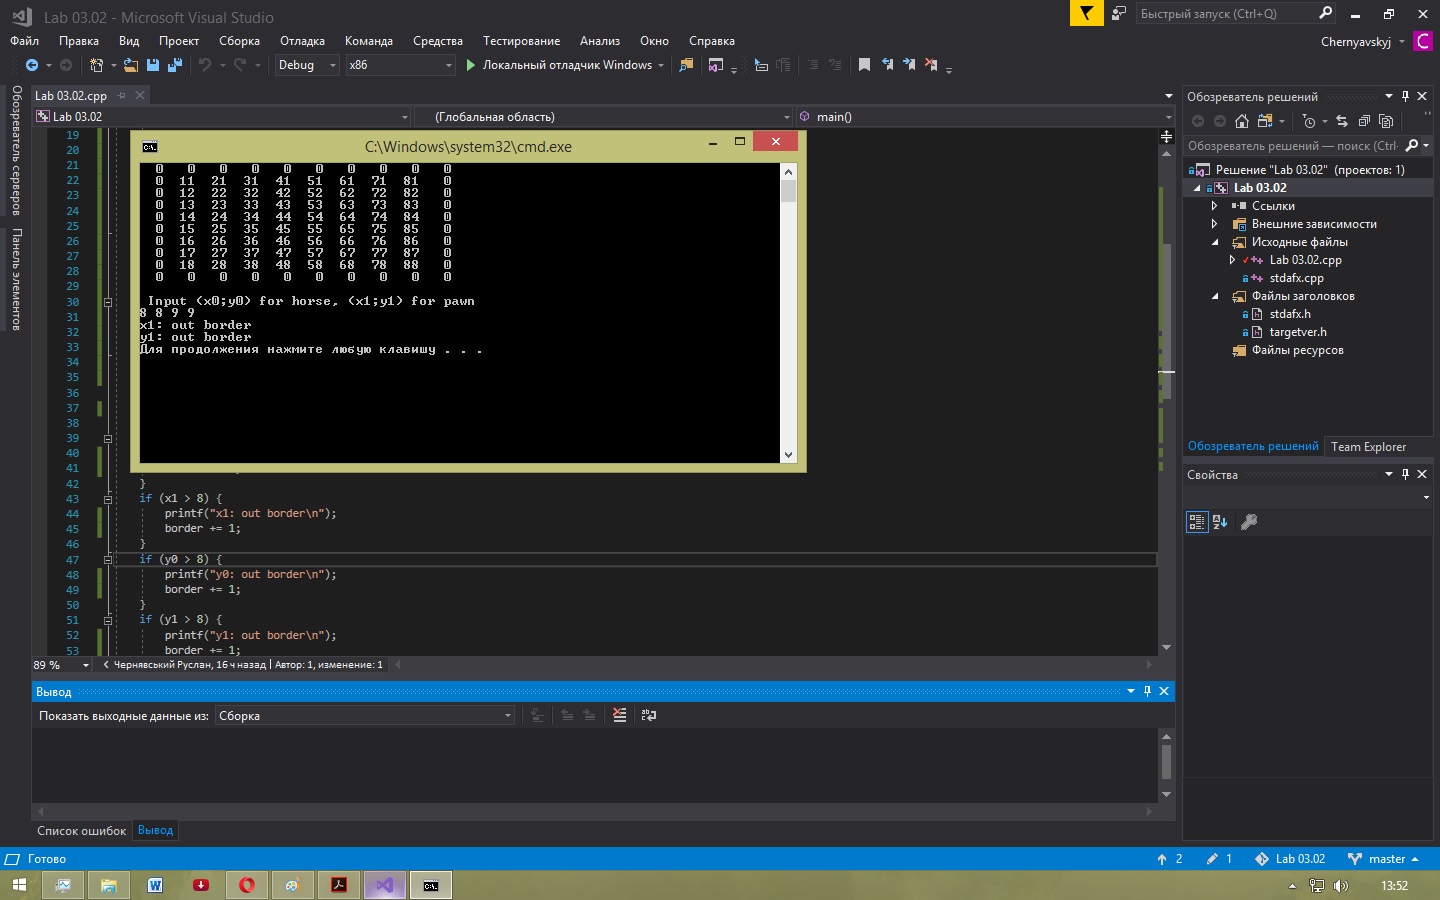 Lab 03.02 - Microsoft Visual Studio
Быстрый запуск (Ctrl+Q)
Файл Правка Вид Проект Сборка Отладка Команда Средства Тестирование Анализ Окно Справка
Chernyavskyj C
Debug x86 Локальный отладчик Windows
Обозреватель серверов
Панель элементов
Lab 03.02.cpp
Lab 03.02 (Глобальная область) main()
C:\Windows\system32\cmd.exe
0 0 0 0 0 0 0 0 0 0
0 11 21 31 41 51 61 71 81 0
0 12 22 32 42 52 62 72 82 0
0 13 23 33 43 53 63 73 83 0
0 14 24 34 44 54 64 74 84 0
0 15 25 35 45 55 65 75 85 0
0 16 26 36 46 56 66 76 86 0
0 17 27 37 47 57 67 77 87 0
0 18 28 38 48 58 68 78 88 0
0 0 0 0 0 0 0 0 0 0
Input (x0;y0) for horse, (x1;y1) for pawn
8 8 9 9
x1: out border
y1: out border
Для продолжения нажмите любую клавишу . . .
19
20
21
22
23
24
25
26
27
28
29
30
31
32
33
34
35
36
37
38
39
40
41
42 }
43 if (x1 > 8) {
44 printf("x1: out border\n");
45 border += 1;
46 }
47 if (y0 > 8) {
48 printf("y0: out border\n");
49 border += 1;
50 }
51 if (y1 > 8) {
52 printf("y1: out border\n");
53 border += 1;
89 % Чернявський Руслан, 16 ч назад | Автор: 1, изменение: 1
Вывод
Показать выходные данные из: Сборка
Список ошибок Вывод
Обозреватель решений
Обозреватель решений — поиск (Ctrl-
Решение "Lab 03.02" (проектов: 1)
Lab 03.02
Ссылки
Внешние зависимости
Исходные файлы
Lab 03.02.cpp
stdafx.cpp
Файлы заголовков
stdafx.h
targetver.h
Файлы ресурсов
Обозреватель решений Team Explorer
Свойства
Готово 2 1 Lab 03.02 master
13:52